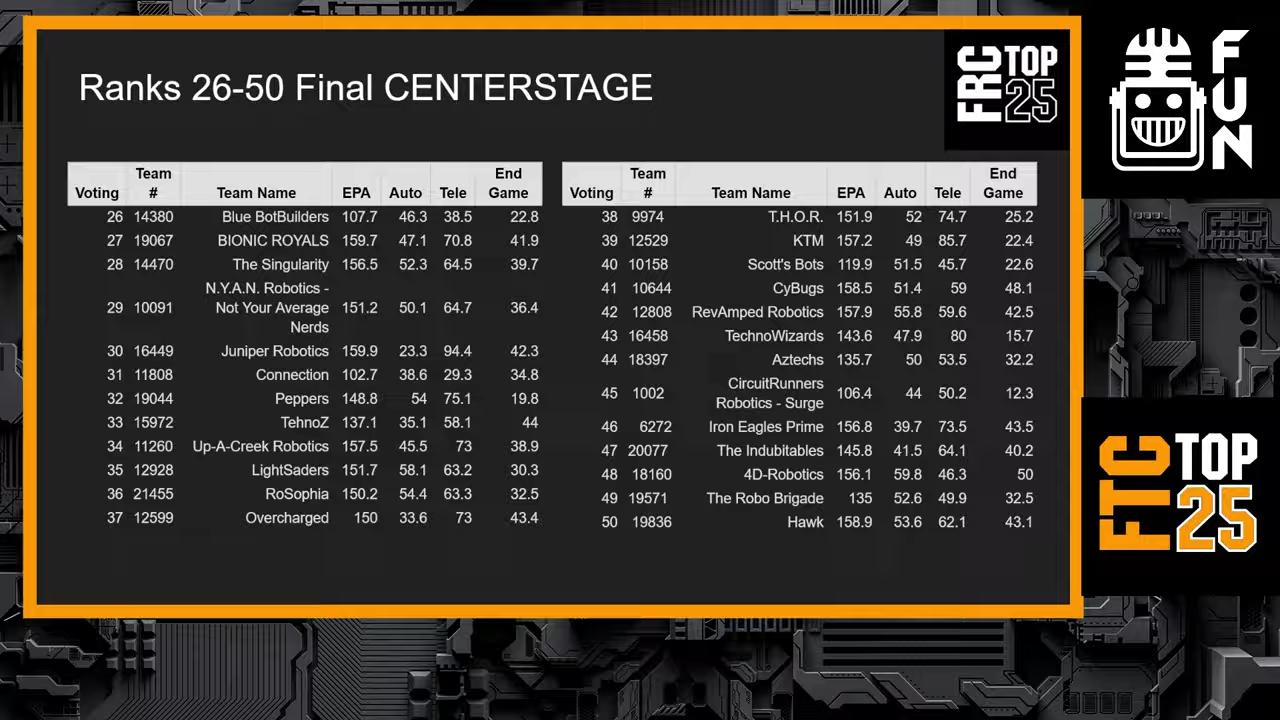 Ranks 26-50 Final CENTERSTAGE
FRC TOP 25
FUN
Voting Team # Team Name EPA Auto Tele End Game
26 14380 Blue BotBuilders 107.7 46.3 38.5 22.8
27 19067 BIONIC ROYALS 159.7 47.1 70.8 41.9
28 14470 The Singularity 156.5 52.3 64.5 39.7
29 10091 N.Y.A.N. Robotics - Not Your Average Nerds 151.2 50.1 64.7 36.4
30 16449 Juniper Robotics 159.9 23.3 94.4 42.3
31 11808 Connection 102.7 38.6 29.3 34.8
32 19044 Peppers 148.8 54 75.1 19.8
33 15972 TehnoZ 137.1 35.1 58.1 44
34 11260 Up-A-Creek Robotics 157.5 45.5 73 38.9
35 12928 LightSaders 151.7 58.1 63.2 30.3
36 21455 RoSophia 150.2 54.4 63.3 32.5
37 12599 Overcharged 150 33.6 73 43.4
Voting Team # Team Name EPA Auto Tele End Game
38 9974 T.H.O.R. 151.9 52 74.7 25.2
39 12529 KTM 157.2 49 85.7 22.4
40 10158 Scott's Bots 119.9 51.5 45.7 22.6
41 10644 CyBugs 158.5 51.4 59 48.1
42 12808 RevAmped Robotics 157.9 55.8 59.6 42.5
43 16458 TechnoWizards 143.6 47.9 80 15.7
44 18397 Aztechs 135.7 50 53.5 32.2
45 1002 CircuitRunners Robotics - Surge 106.4 44 50.2 12.3
46 6272 Iron Eagles Prime 156.8 39.7 73.5 43.5
47 20077 The Indubitables 145.8 41.5 64.1 40.2
48 18160 4D-Robotics 156.1 59.8 46.3 50
49 19571 The Robo Brigade 135 52.6 49.9 32.5
50 19836 Hawk 158.9 53.6 62.1 43.1
FTC TOP 25